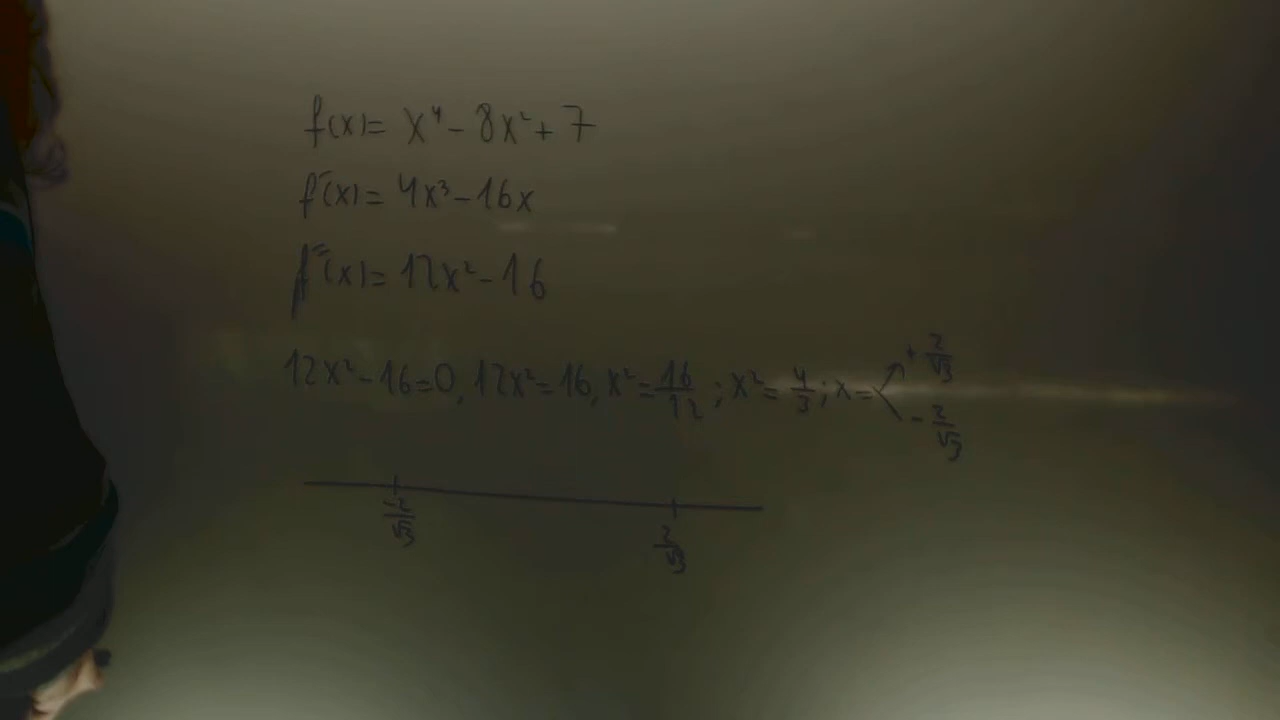 f(x)= x⁴ - 8x² + 7
f'(x)= 4x³ - 16x
f''(x)= 12x² - 16
12x² - 16 = 0, 12x² = 16, x² = 16/12 ; x² = 4/3 ; x = + 2/√3
- 2/√3
-2/√3 2/√3